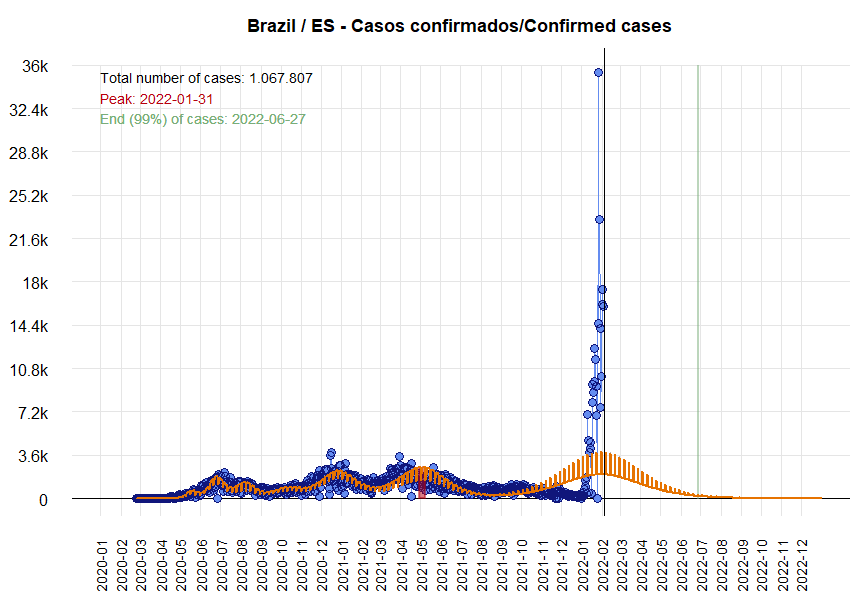 Brazil / ES - Casos confirmados/Confirmed cases
36k
32.4k
28.8k
25.2k
21.6k
18k
14.4k
10.8k
7.2k
3.6k
0
Total number of cases: 1.067.807
Peak: 2022-01-31
End (99%) of cases: 2022-06-27
2020-01
2020-02
2020-03
2020-04
2020-05
2020-06
2020-07
2020-08
2020-09
2020-10
2020-11
2020-12
2021-01
2021-02
2021-03
2021-04
2021-05
2021-06
2021-07
2021-08
2021-09
2021-10
2021-11
2021-12
2022-01
2022-02
2022-03
2022-04
2022-05
2022-06
2022-07
2022-08
2022-09
2022-10
2022-11
2022-12